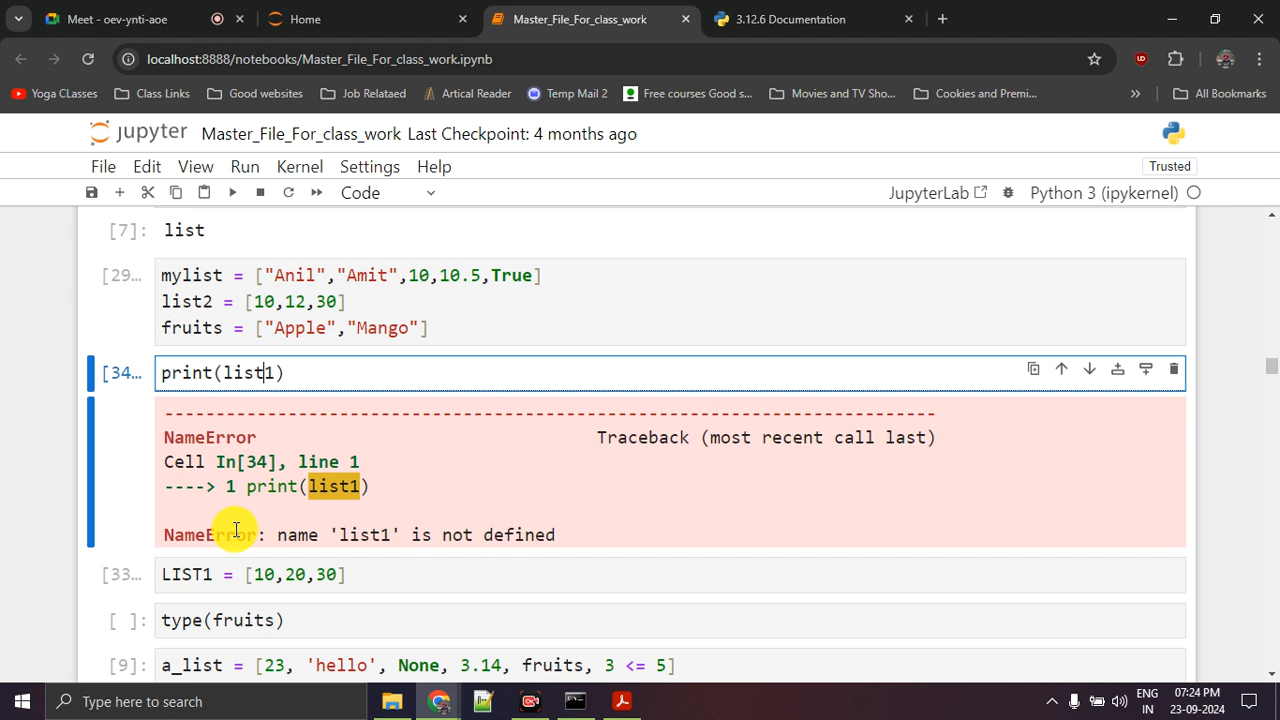 Meet - oev-ynti-aoe
Home
Master_File_For_class_work
3.12.6 Documentation
localhost:8888/notebooks/Master_File_For_class_work.ipynb
UD
Yoga CLasses
Class Links
Good websites
Job Relataed
Artical Reader
Temp Mail 2
Free courses Good s...
Movies and TV Sho...
Cookies and Premi...
All Bookmarks
jupyter Master_File_For_class_work Last Checkpoint: 4 months ago
File Edit View Run Kernel Settings Help
Trusted
Code
JupyterLab
Python 3 (ipykernel)
[7]: list
[29... mylist = ["Anil","Amit",10,10.5,True]
list2 = [10,12,30]
fruits = ["Apple","Mango"]
[34... print(list1)
---------------------------------------------------------------------------
NameError Traceback (most recent call last)
Cell In[34], line 1
----> 1 print(list1)
NameError: name 'list1' is not defined
[33... LIST1 = [10,20,30]
[ ]: type(fruits)
[9]: a_list = [23, 'hello', None, 3.14, fruits, 3 <= 5]
Type here to search
ENG
IN
07:24 PM
23-09-2024